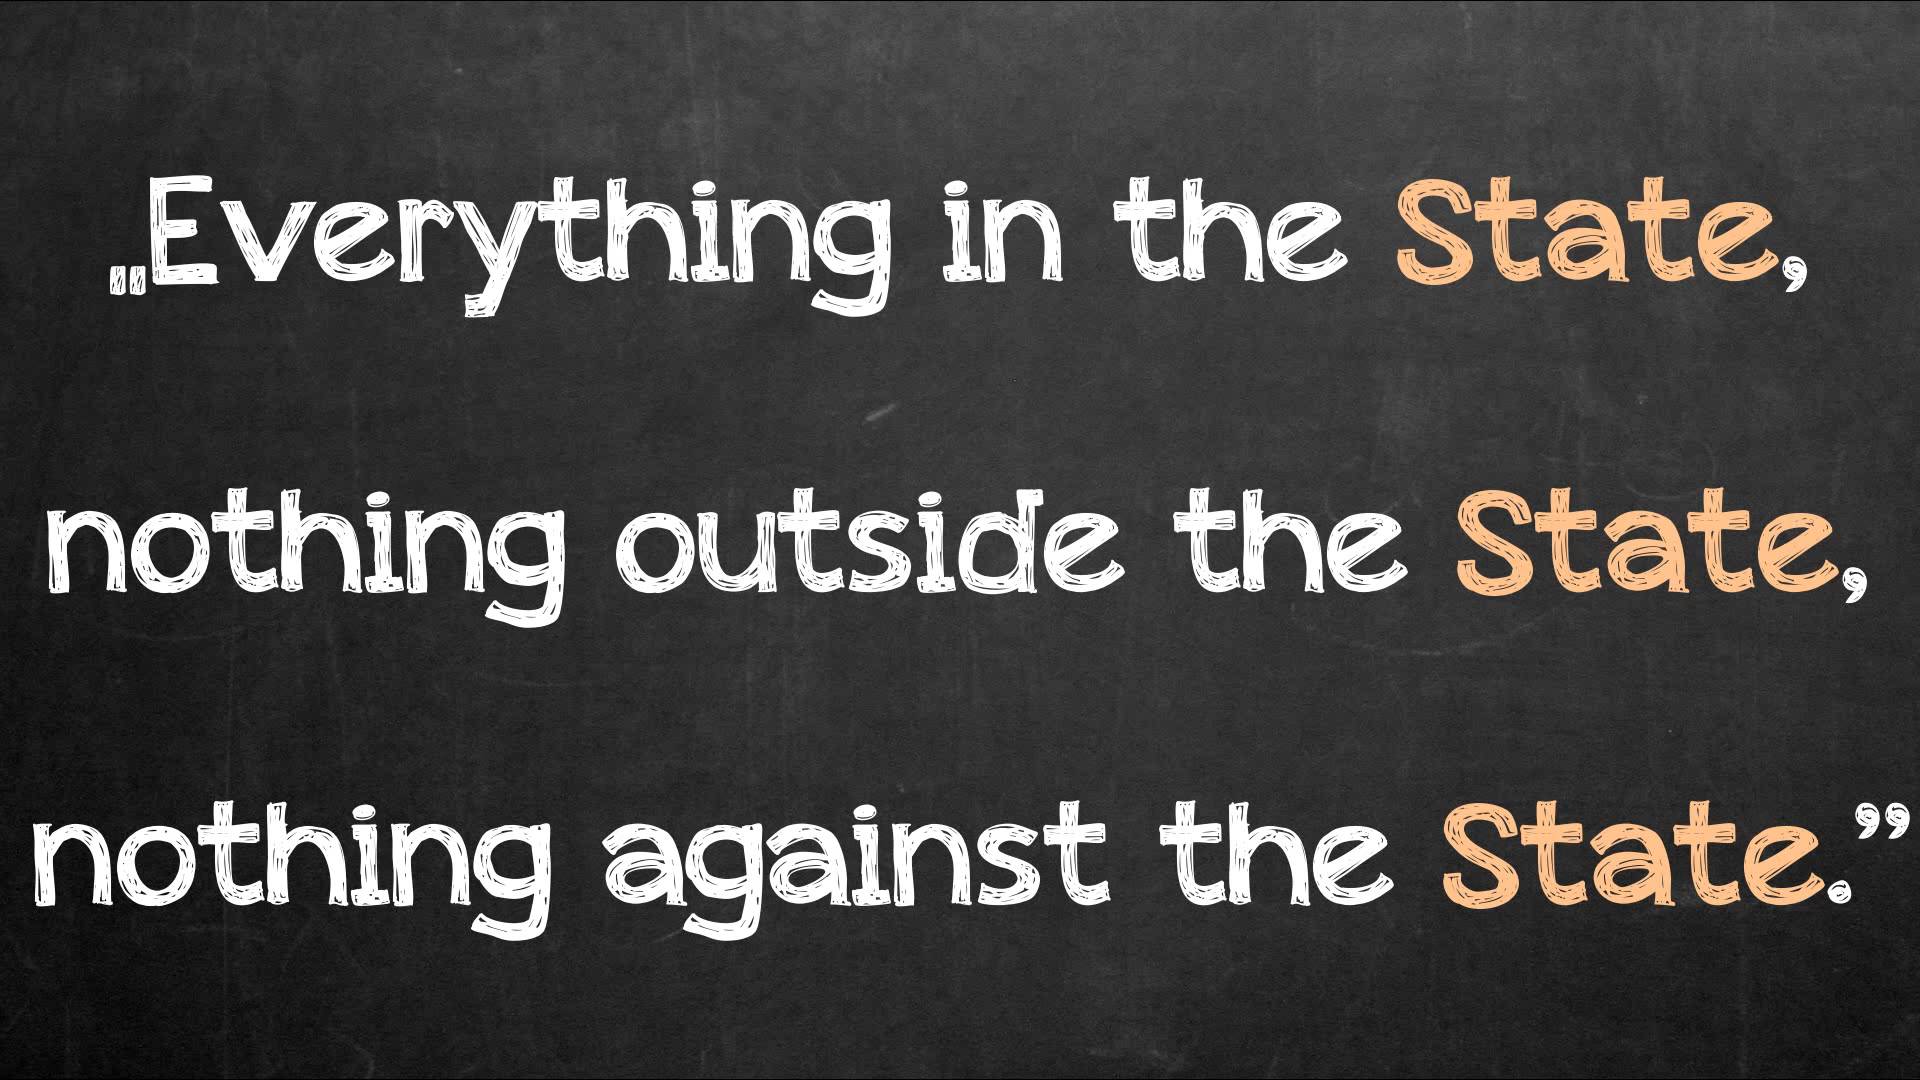 „Everything in the State,
nothing outside the State,
nothing against the State.”